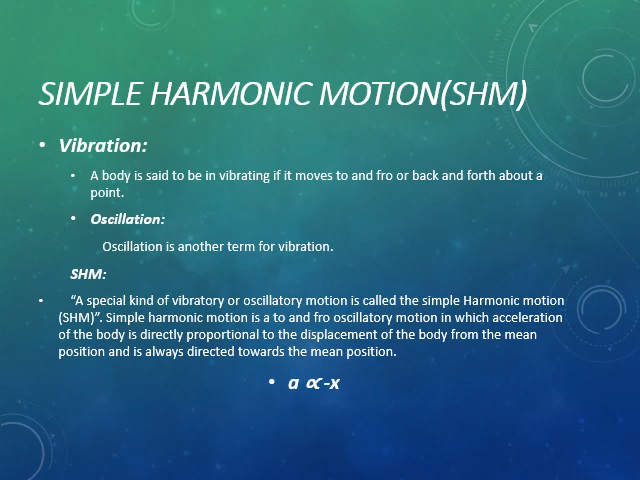 SIMPLE HARMONIC MOTION(SHM)
• Vibration:
• A body is said to be in vibrating if it moves to and fro or back and forth about a
point.
• Oscillation:
Oscillation is another term for vibration.
SHM:
• “A special kind of vibratory or oscillatory motion is called the simple Harmonic motion
(SHM)”. Simple harmonic motion is a to and fro oscillatory motion in which acceleration
of the body is directly proportional to the displacement of the body from the mean
position and is always directed towards the mean position.
• a ∝ -x